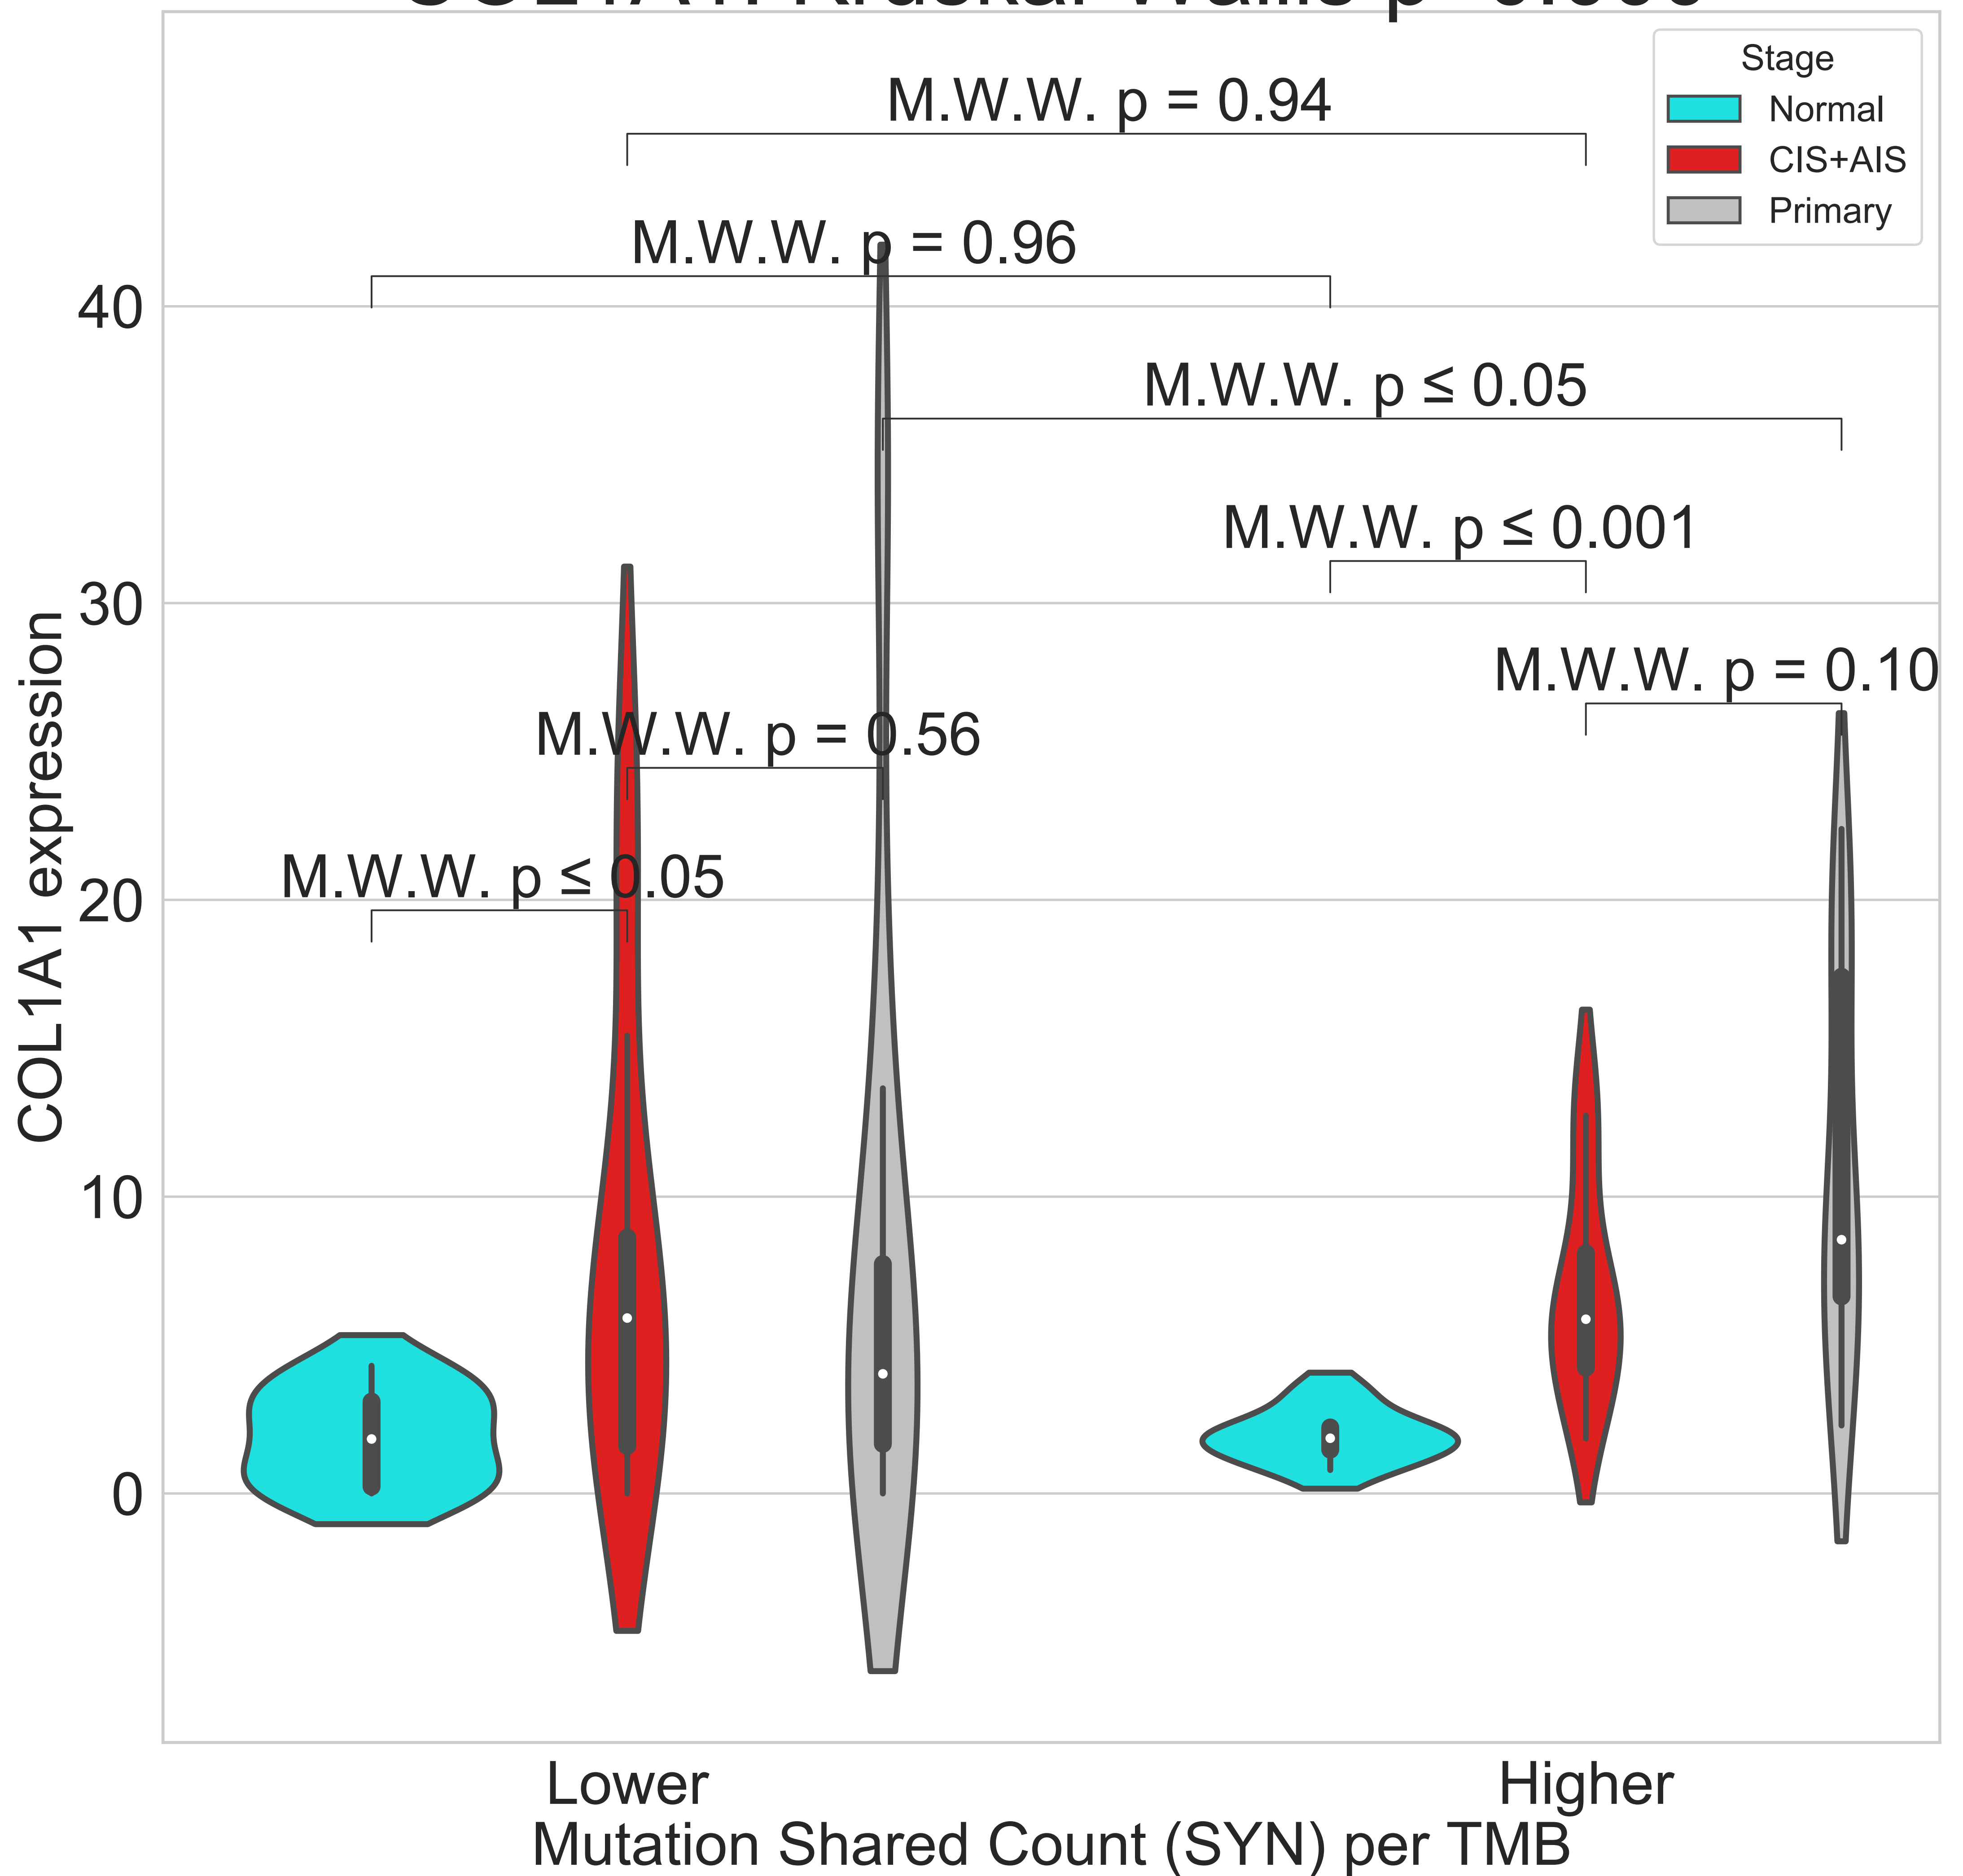 Stage
Normal
CIS+AIS
Primary
M.W.W. p = 0.94
M.W.W. p = 0.96
M.W.W. p ≤ 0.05
M.W.W. p ≤ 0.001
M.W.W. p = 0.10
M.W.W. p = 0.56
M.W.W. p ≤ 0.05
40
30
20
10
0
COL1A1 expression
Lower
Higher
Mutation Shared Count (SYN) per TMB